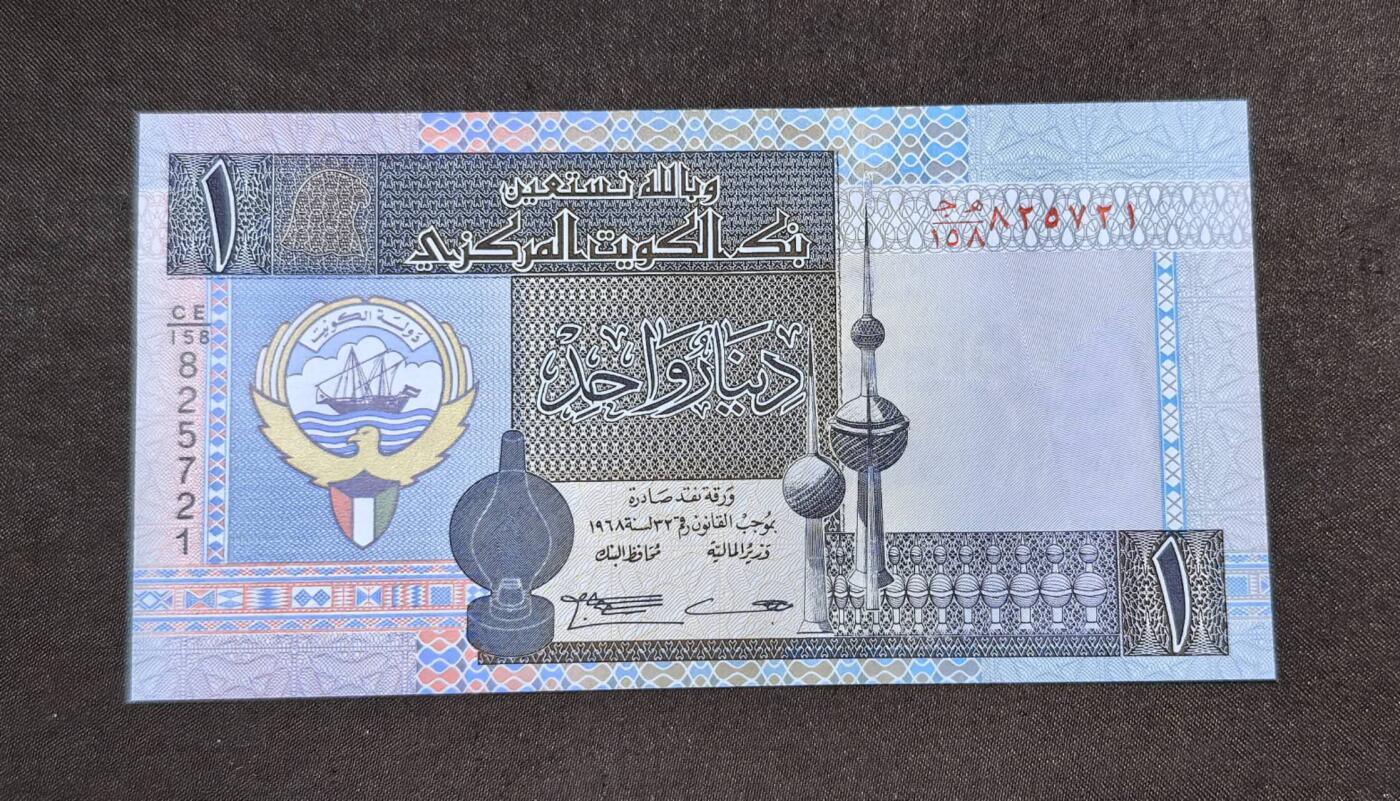 وبالله نستعين
بنك الكويت المركزي
١
ص ج
١٥٨
٨٢٥٧٢١
CE
158
825721
دولة الكويت
دينار واحد
ورقة نقد صادرة
بموجب القانون رقم ٣٢ لسنة ١٩٦٨
وزير المالية محافظ البنك
١